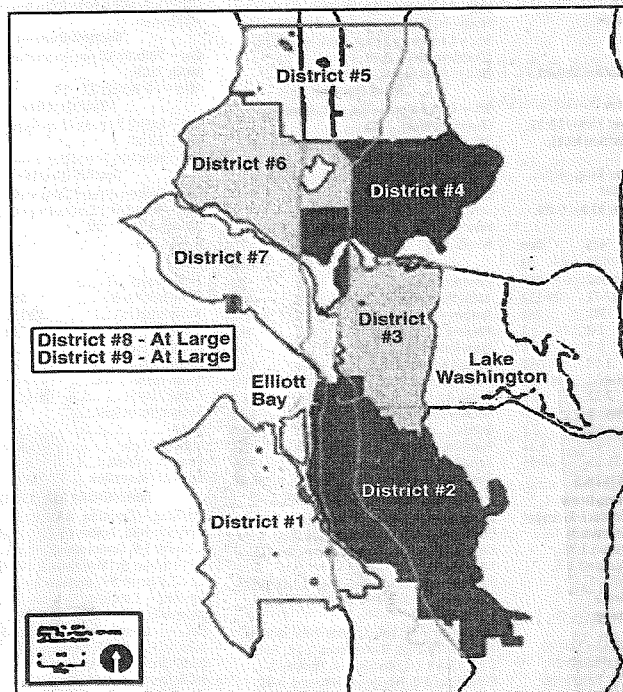 District #5
District #6
District #4
District #7
District
#3
District #8 - At Large
District #9 - At Large
Lake
Washington
Elliott
Bay
District #2
District #1